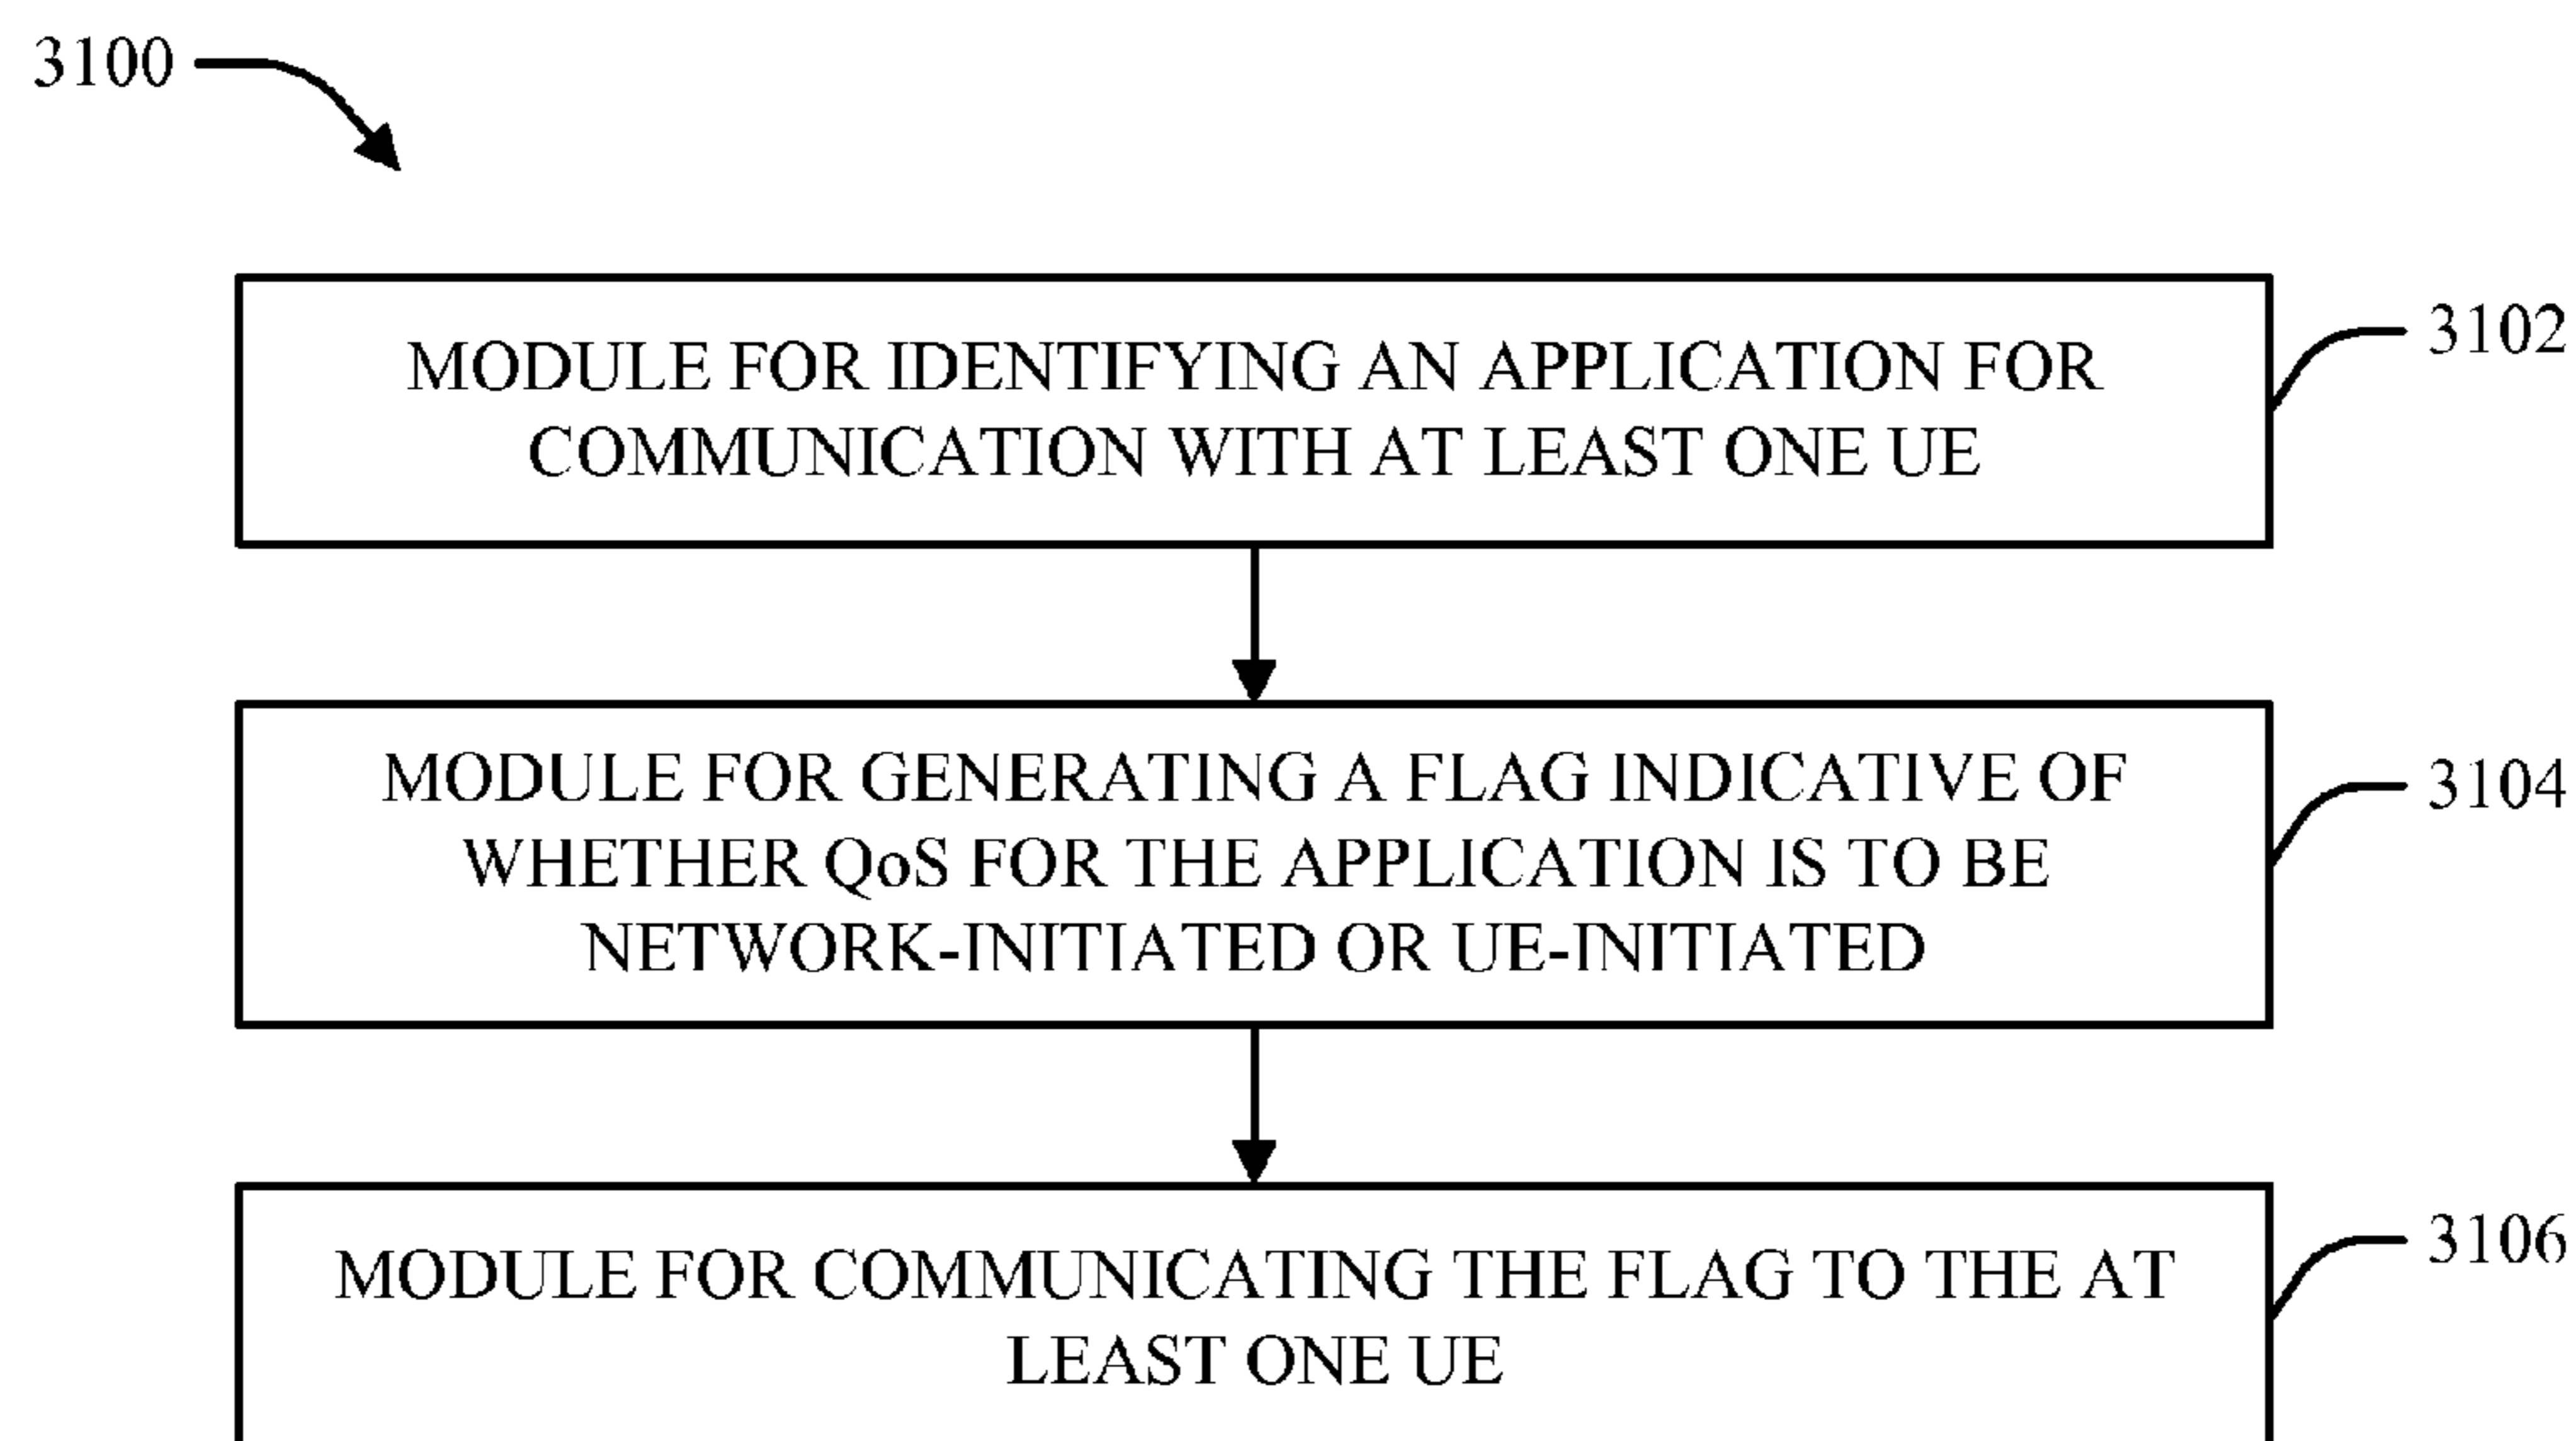 3100
MODULE FOR IDENTIFYING AN APPLICATION FOR
COMMUNICATION WITH AT LEAST ONE UE
3102
MODULE FOR GENERATING A FLAG INDICATIVE OF
WHETHER QoS FOR THE APPLICATION IS TO BE
NETWORK-INITIATED OR UE-INITIATED
3104
MODULE FOR COMMUNICATING THE FLAG TO THE AT
LEAST ONE UE
3106